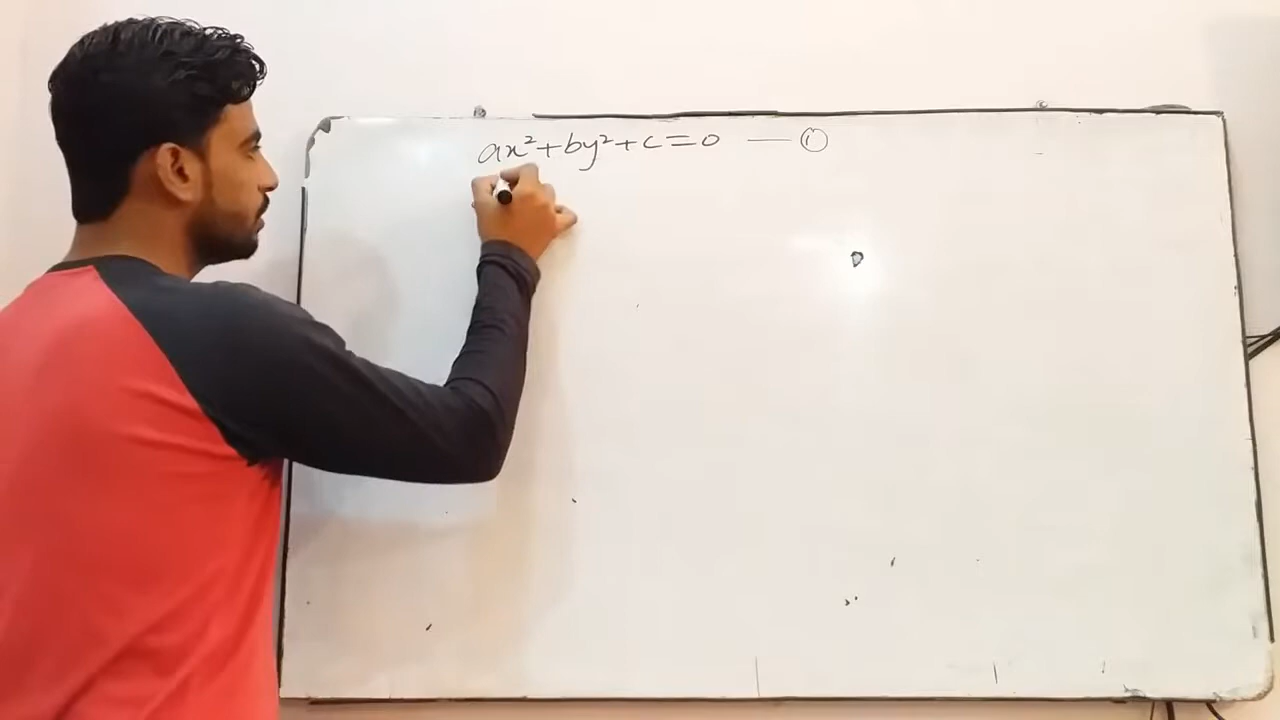 ax²+by²+c=0 — ①